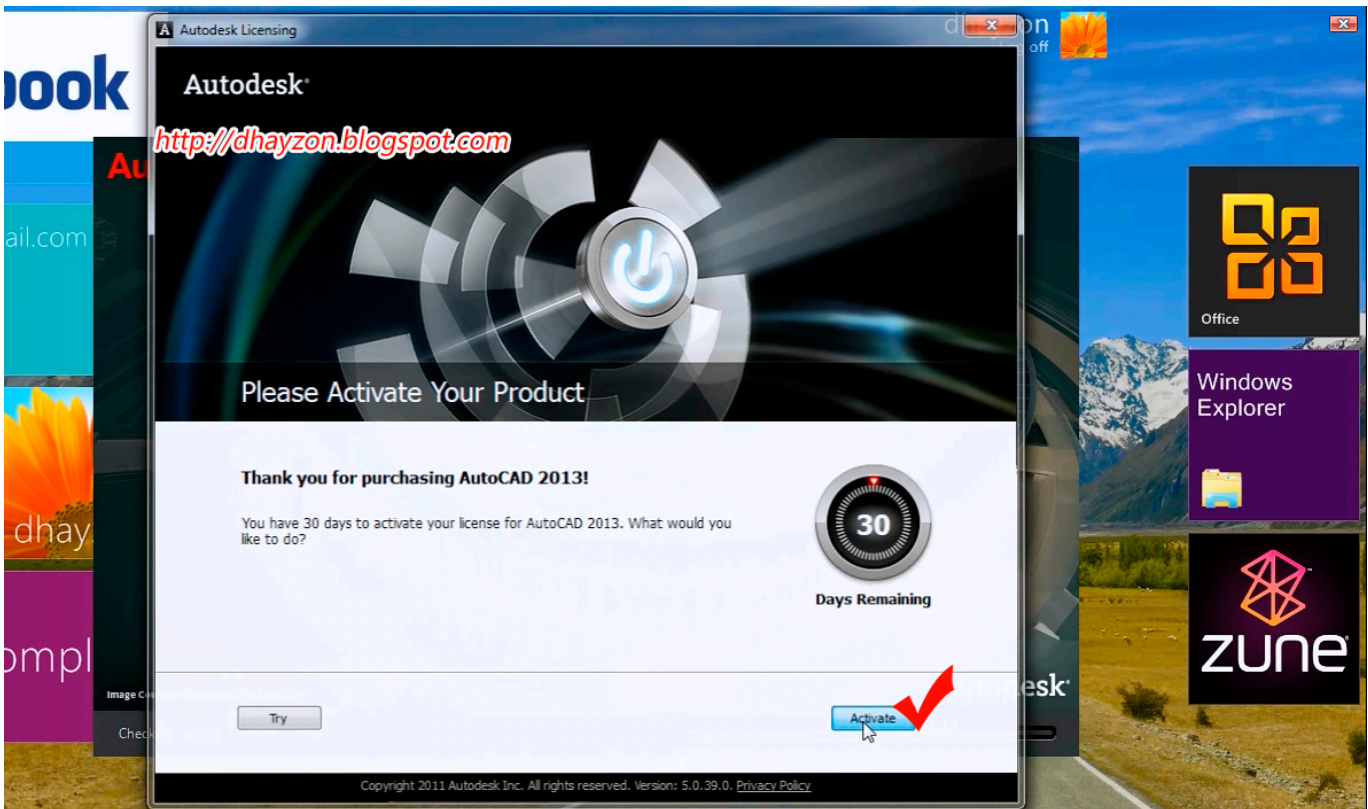 Autodesk Licensing
Autodesk
http://dhayzon.blogspot.com
Please Activate Your Product
Thank you for purchasing AutoCAD 2013!
You have 30 days to activate your license for AutoCAD 2013. What would you
like to do?
30
Days Remaining
Try
Activate
Copyright 2011 Autodesk Inc. All rights reserved. Version: 5.0.39.0. Privacy Policy
book
ail.com
dhay
ompl
Au
Image Co
Check
esk
on
off
Office
Windows
Explorer
zune